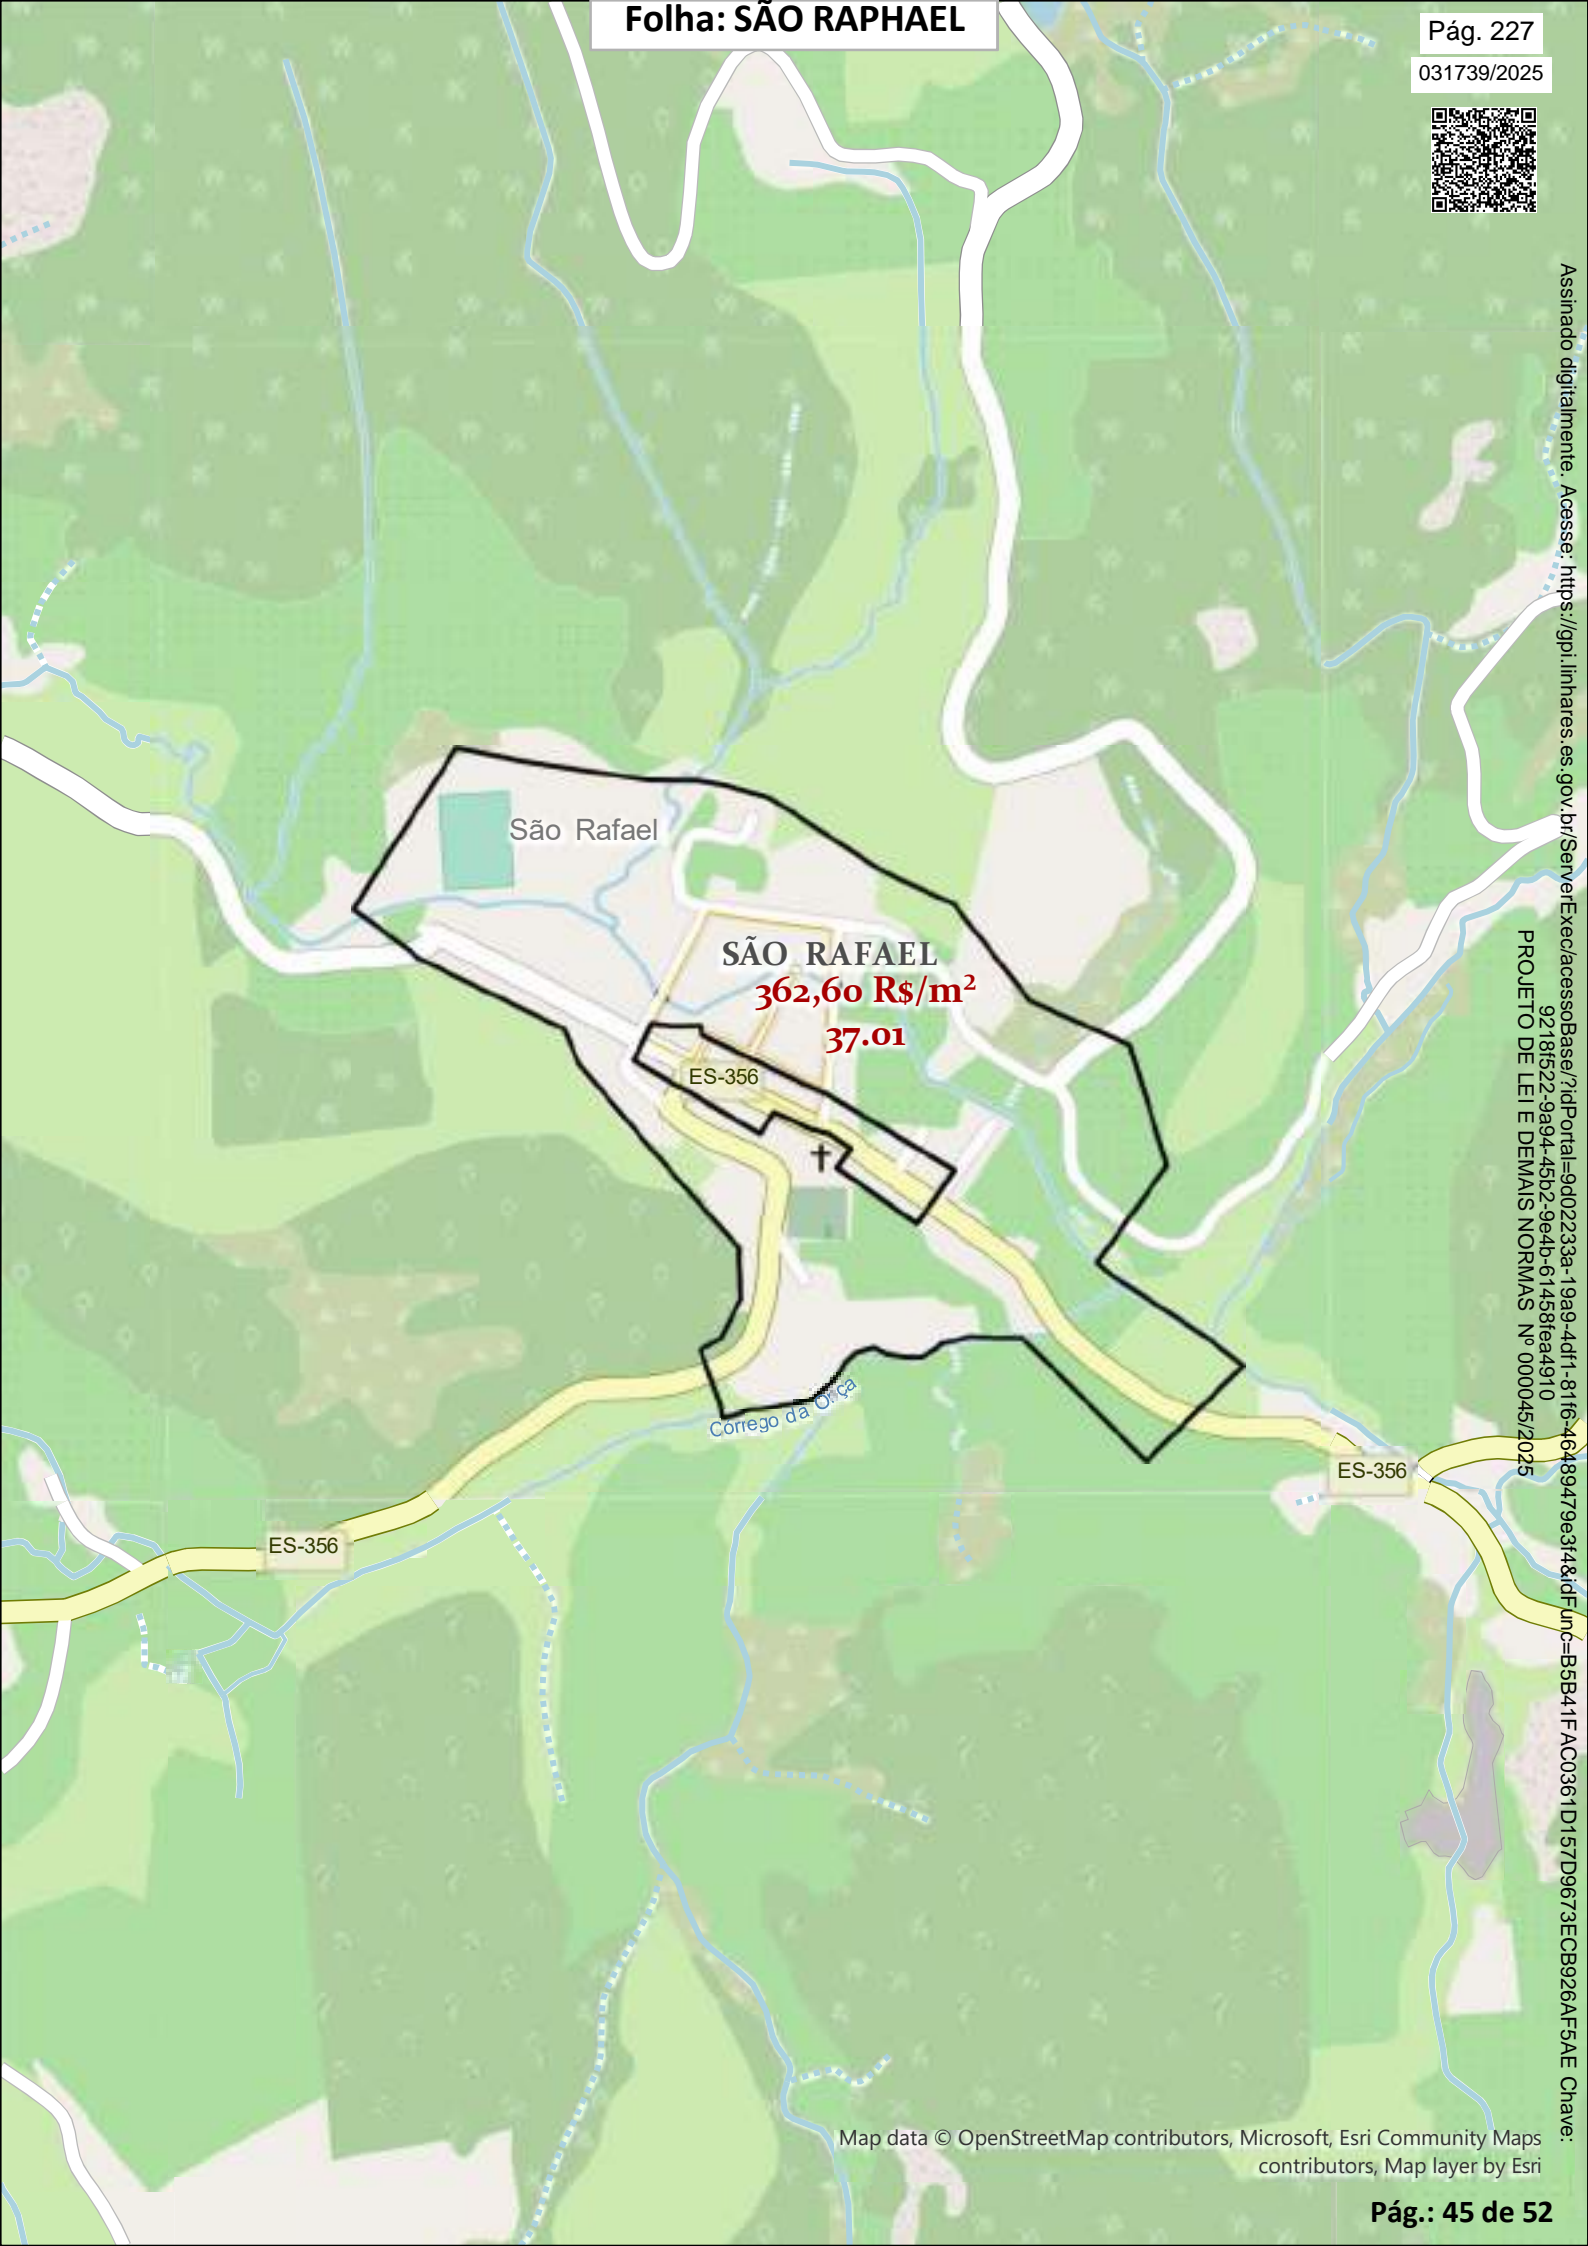 Folha: SÃO RAPHAEL
Pág. 227
031739/2025
São Rafael
SÃO RAFAEL
362,60 R$/m²
37.01
ES-356
Córrego da Onça
ES-356
ES-356
Assinado digitalmente. Acesse: https://gpi.linhares.es.gov.br/ServerExec/acessoBase/?idPortal=9d02233a-19a9-4df1-81f6-46489479e3f4&idFunc=B5B41FAC0361D157D9673ECB926AF5AE Chave:
9218f522-9a94-45b2-9e4b-61458fea4910
PROJETO DE LEI E DEMAIS NORMAS Nº 000045/2025
Map data © OpenStreetMap contributors, Microsoft, Esri Community Maps
contributors, Map layer by Esri
Pág.: 45 de 52